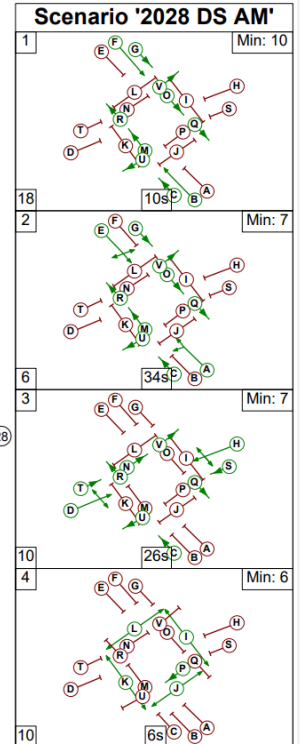 Scenario '2028 DS AM'
1 Min: 10
F
E G
H
L V
O I S
N
R
T Q
P
D K M J
U
C B A
18 10s
2 Min: 7
F
E G
H
L V
O I S
N
R
T Q
P
D K M J
U
C B A
6 34s
3 Min: 7
F
E G
H
L V
O I S
T N
R
Q
P
D K M J
U
C B A
10 26s
28
4 Min: 6
F
E G
L V
O I H
S
N
R
T Q
P
D K M J
U
C B A
10 6s